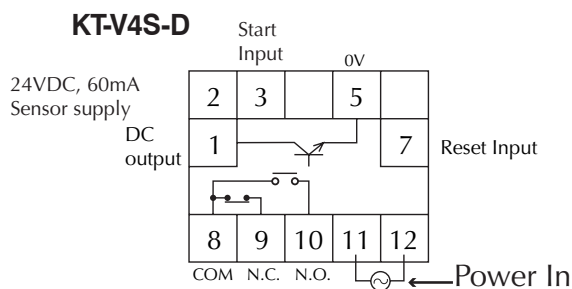 KT-V4S-D
Start
Input
0V
24VDC, 60mA
Sensor supply
2 3 5
DC
output
1 7
Reset Input
8 9 10 11 12
COM N.C. N.O.
Power In